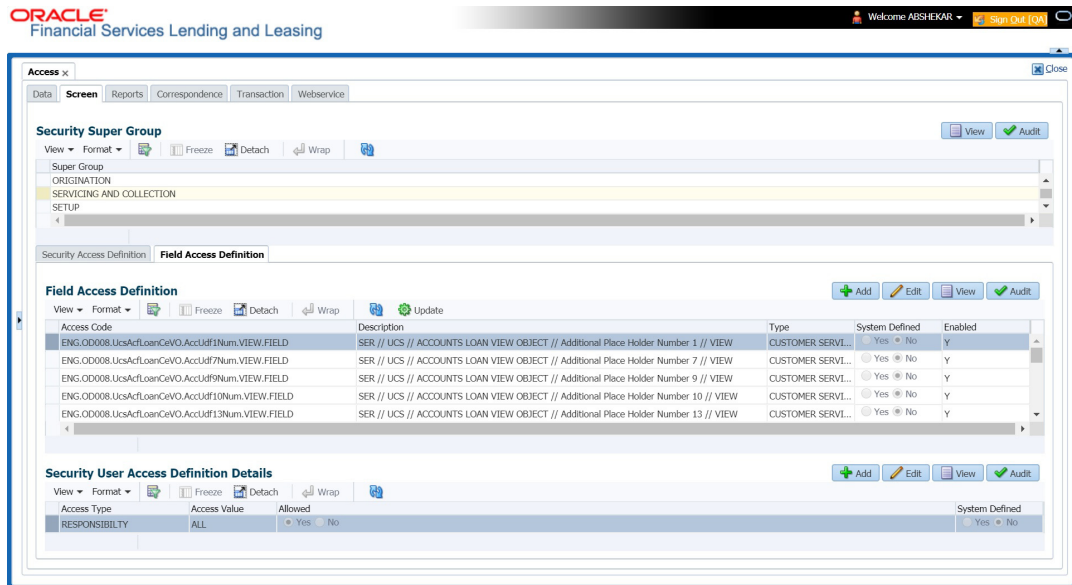 ORACLE®
Financial Services Lending and Leasing
Welcome ABSHEKAR
Sign Out [QA]
Access x
Close
Data Screen Reports Correspondence Transaction Webservice
Security Super Group
View Audit
View Format Freeze Detach Wrap
Super Group
ORIGINATION
SERVICING AND COLLECTION
SETUP
Security Access Definition Field Access Definition
Field Access Definition
Add Edit View Audit
View Format Freeze Detach Wrap Update
Access Code Description Type System Defined Enabled
ENG.OD008.UcsAcfLoanCeVO.AccUdf1Num.VIEW.FIELD SER // UCS // ACCOUNTS LOAN VIEW OBJECT // Additional Place Holder Number 1 // VIEW CUSTOMER SERVI... Yes No Y
ENG.OD008.UcsAcfLoanCeVO.AccUdf7Num.VIEW.FIELD SER // UCS // ACCOUNTS LOAN VIEW OBJECT // Additional Place Holder Number 7 // VIEW CUSTOMER SERVI... Yes No Y
ENG.OD008.UcsAcfLoanCeVO.AccUdf9Num.VIEW.FIELD SER // UCS // ACCOUNTS LOAN VIEW OBJECT // Additional Place Holder Number 9 // VIEW CUSTOMER SERVI... Yes No Y
ENG.OD008.UcsAcfLoanCeVO.AccUdf10Num.VIEW.FIELD SER // UCS // ACCOUNTS LOAN VIEW OBJECT // Additional Place Holder Number 10 // VIEW CUSTOMER SERVI... Yes No Y
ENG.OD008.UcsAcfLoanCeVO.AccUdf13Num.VIEW.FIELD SER // UCS // ACCOUNTS LOAN VIEW OBJECT // Additional Place Holder Number 13 // VIEW CUSTOMER SERVI... Yes No Y
Security User Access Definition Details
Add Edit View Audit
View Format Freeze Detach Wrap
Access Type Access Value Allowed System Defined
RESPONSIBILTY ALL Yes No Yes No